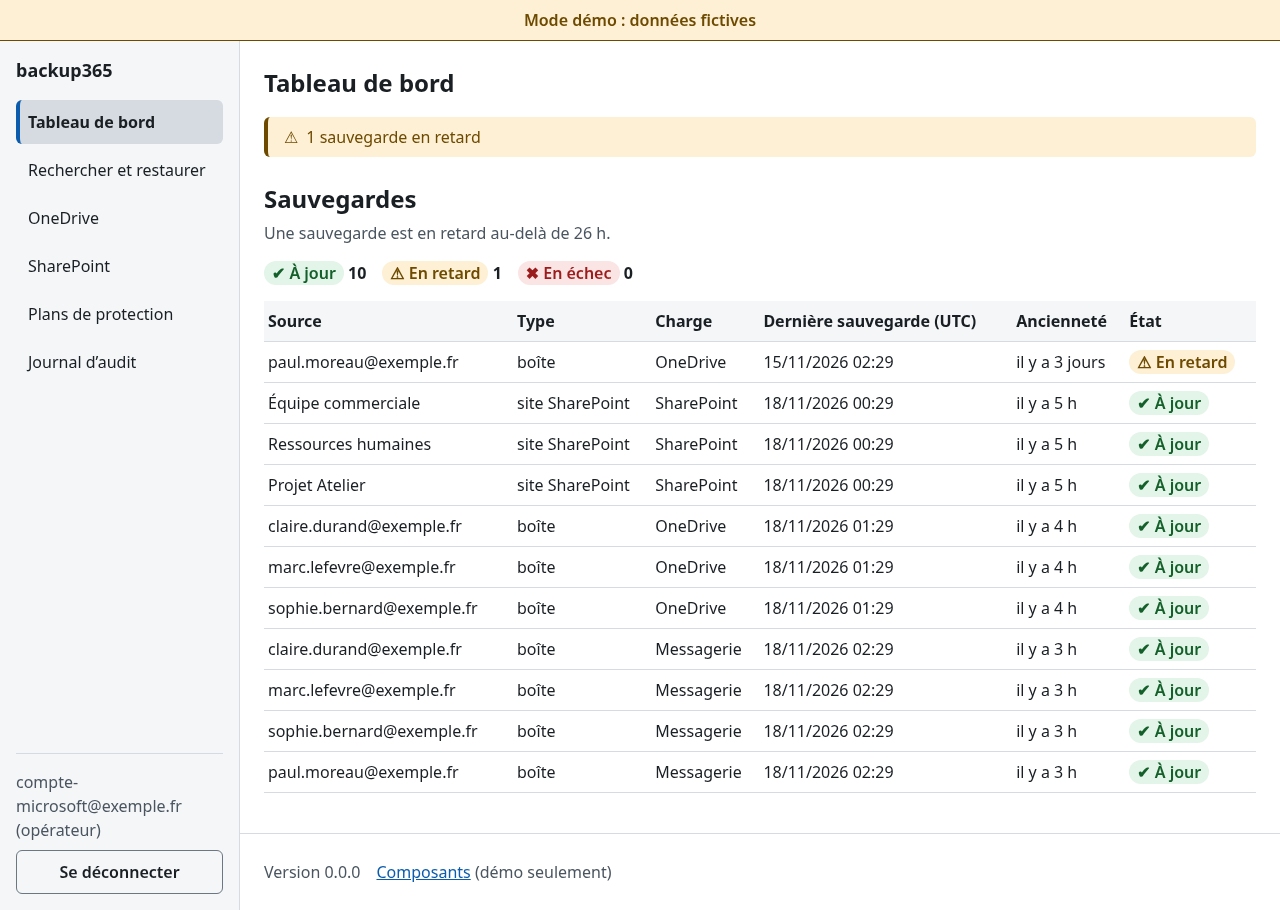 Mode démo : données fictives
backup365
Tableau de bord
Rechercher et restaurer
OneDrive
SharePoint
Plans de protection
Journal d’audit
compte-
microsoft@exemple.fr
(opérateur)
Se déconnecter
Tableau de bord
⚠ 1 sauvegarde en retard
Sauvegardes
Une sauvegarde est en retard au-delà de 26 h.
✔ À jour 10 ⚠ En retard 1 ✖ En échec 0
Source Type Charge Dernière sauvegarde (UTC) Ancienneté État
paul.moreau@exemple.fr boîte OneDrive 15/11/2026 02:29 il y a 3 jours ⚠ En retard
Équipe commerciale site SharePoint SharePoint 18/11/2026 00:29 il y a 5 h ✔ À jour
Ressources humaines site SharePoint SharePoint 18/11/2026 00:29 il y a 5 h ✔ À jour
Projet Atelier site SharePoint SharePoint 18/11/2026 00:29 il y a 5 h ✔ À jour
claire.durand@exemple.fr boîte OneDrive 18/11/2026 01:29 il y a 4 h ✔ À jour
marc.lefevre@exemple.fr boîte OneDrive 18/11/2026 01:29 il y a 4 h ✔ À jour
sophie.bernard@exemple.fr boîte OneDrive 18/11/2026 01:29 il y a 4 h ✔ À jour
claire.durand@exemple.fr boîte Messagerie 18/11/2026 02:29 il y a 3 h ✔ À jour
marc.lefevre@exemple.fr boîte Messagerie 18/11/2026 02:29 il y a 3 h ✔ À jour
sophie.bernard@exemple.fr boîte Messagerie 18/11/2026 02:29 il y a 3 h ✔ À jour
paul.moreau@exemple.fr boîte Messagerie 18/11/2026 02:29 il y a 3 h ✔ À jour
Version 0.0.0 Composants (démo seulement)